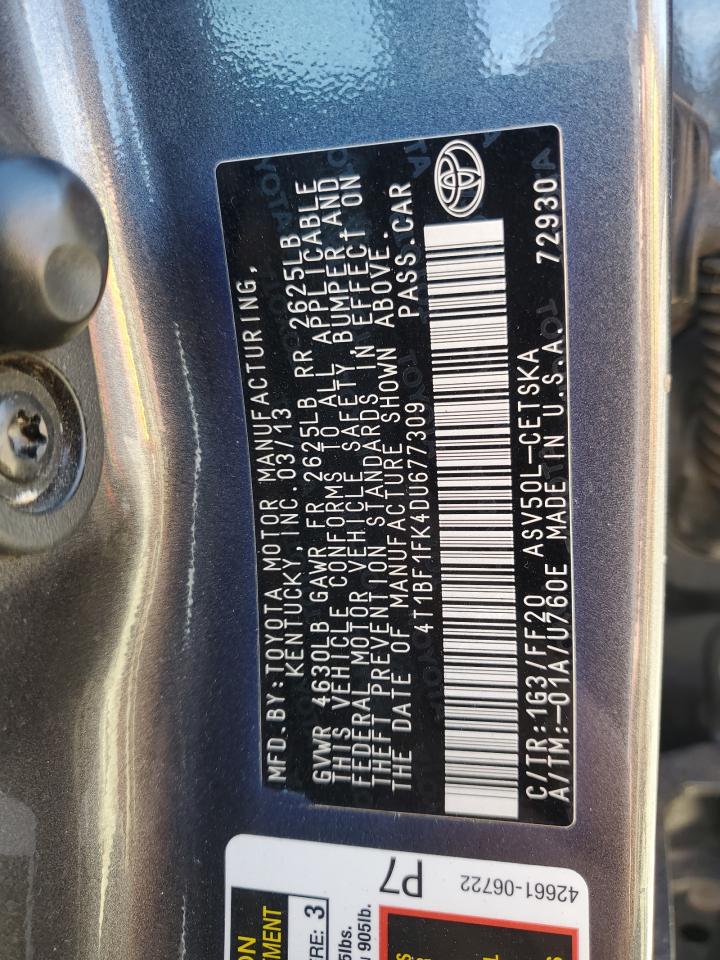 MFD.BY:TOYOTA MOTOR MANUFACTURING,
KENTUCKY, INC. 03/13
GVWR 4630LB GAWR FR 2625LB RR 2625LB
THIS VEHICLE CONFORMS TO ALL APPLICABLE
FEDERAL MOTOR VEHICLE SAFETY, BUMPER, AND
THEFT PREVENTION STANDARDS IN EFFECT ON
THE DATE OF MANUFACTURE SHOWN ABOVE.
4T1BF1FK4DU677309 PASS.CAR
C/TR:1G3/FF20 ASV50L-CETSKA
A/TM:-01A/U760E MADE IN U.S.A. 72930
P7
42661-06722
3
905lb.